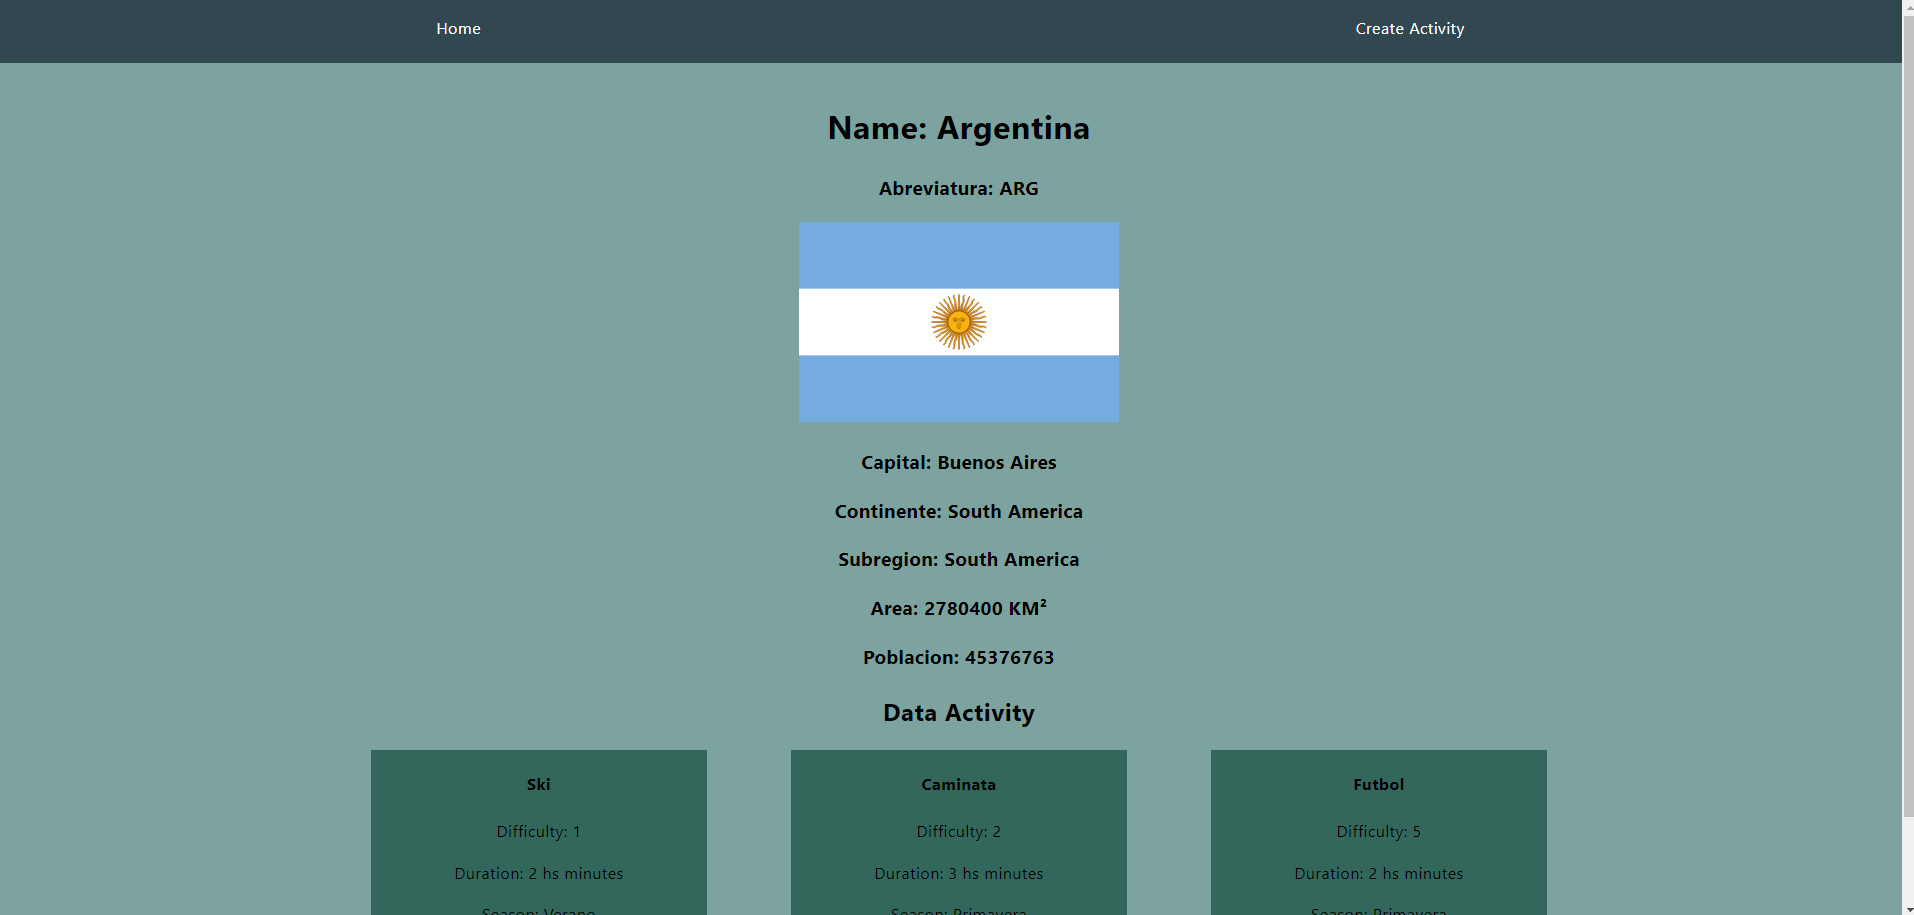 Home
Create Activity
Name: Argentina
Abreviatura: ARG
Capital: Buenos Aires
Continente: South America
Subregion: South America
Area: 2780400 KM²
Poblacion: 45376763
Data Activity
Ski
Difficulty: 1
Duration: 2 hs minutes
Season: Verano
Caminata
Difficulty: 2
Duration: 3 hs minutes
Season: Primavera
Futbol
Difficulty: 5
Duration: 2 hs minutes
Season: Primavera